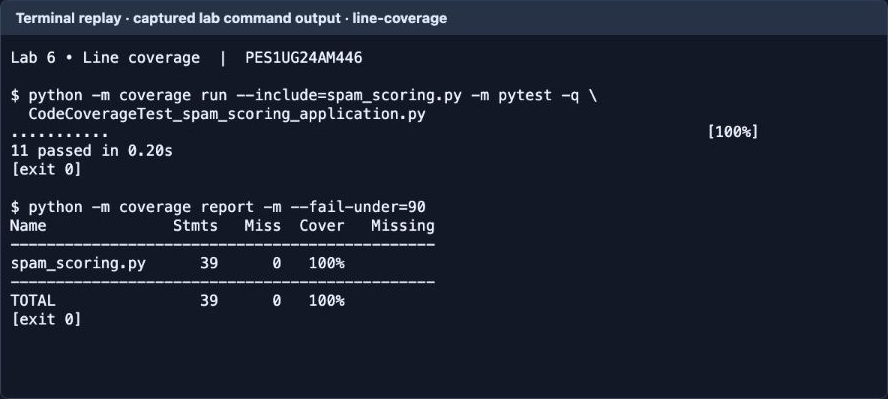 Terminal replay · captured lab command output · line-coverage
Lab 6 • Line coverage | PES1UG24AM446
$ python -m coverage run --include=spam_scoring.py -m pytest -q \
CodeCoverageTest_spam_scoring_application.py
........... [100%]
11 passed in 0.20s
[exit 0]
$ python -m coverage report -m --fail-under=90
Name Stmts Miss Cover Missing
-----------------------------------------------
spam_scoring.py 39 0 100%
-----------------------------------------------
TOTAL 39 0 100%
[exit 0]